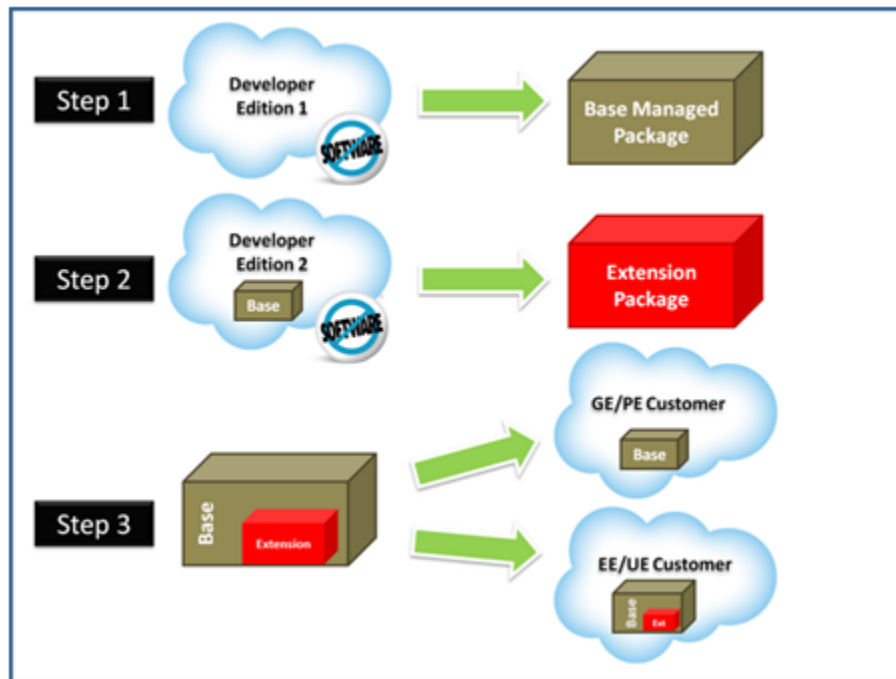 Step 1
Developer
Edition 1
SOFTWARE
Base Managed
Package
Step 2
Developer
Edition 2
Base
SOFTWARE
Extension
Package
Step 3
Base
Extension
GE/PE Customer
Base
EE/UE Customer
Base
Ext